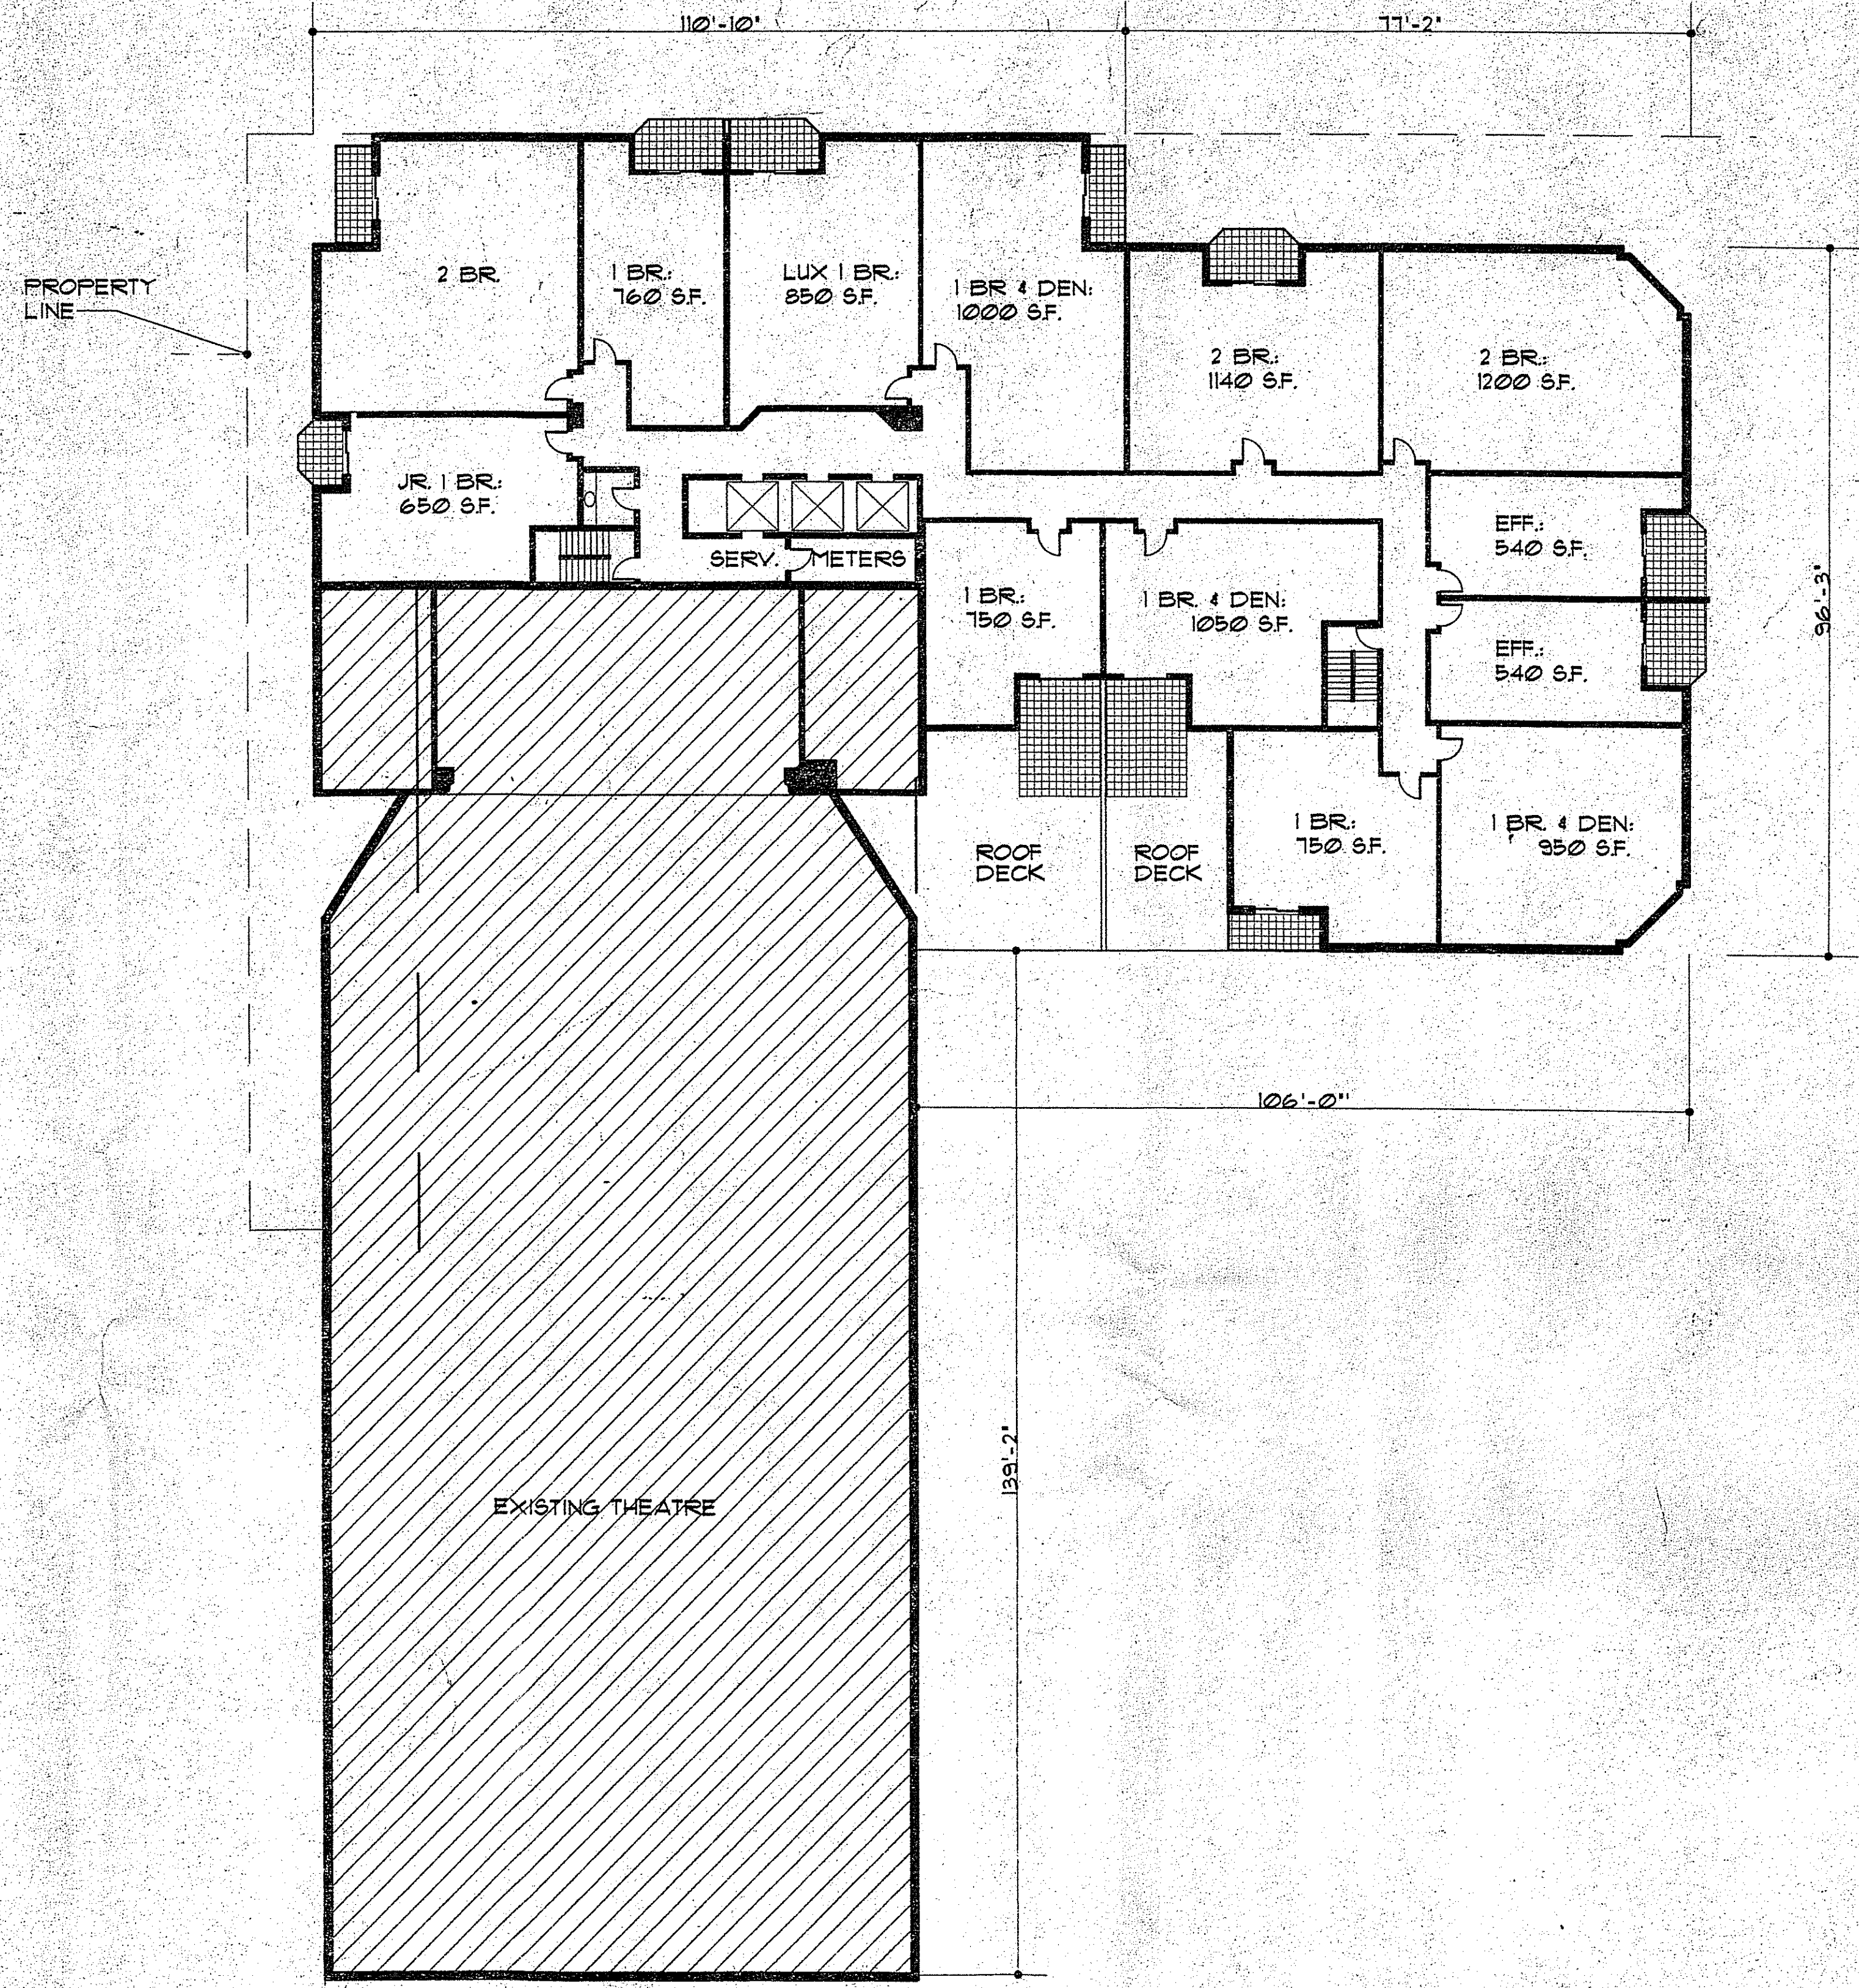 110'-10"
77'-2"
PROPERTY
LINE
2 BR.
1 BR.:
760 S.F.
LUX 1 BR.:
850 S.F.
1 BR & DEN:
1000 S.F.
2 BR.:
1140 S.F.
2 BR.:
1200 S.F.
JR. 1 BR.:
650 S.F.
SERV.
METERS
EFF.:
540 S.F.
1 BR.:
750 S.F.
1 BR. & DEN:
1050 S.F.
96'-3"
EFF.:
540 S.F.
ROOF
DECK
ROOF
DECK
1 BR.:
750 S.F.
1 BR. & DEN:
950 S.F.
106'-0"
139'-2"
EXISTING THEATRE